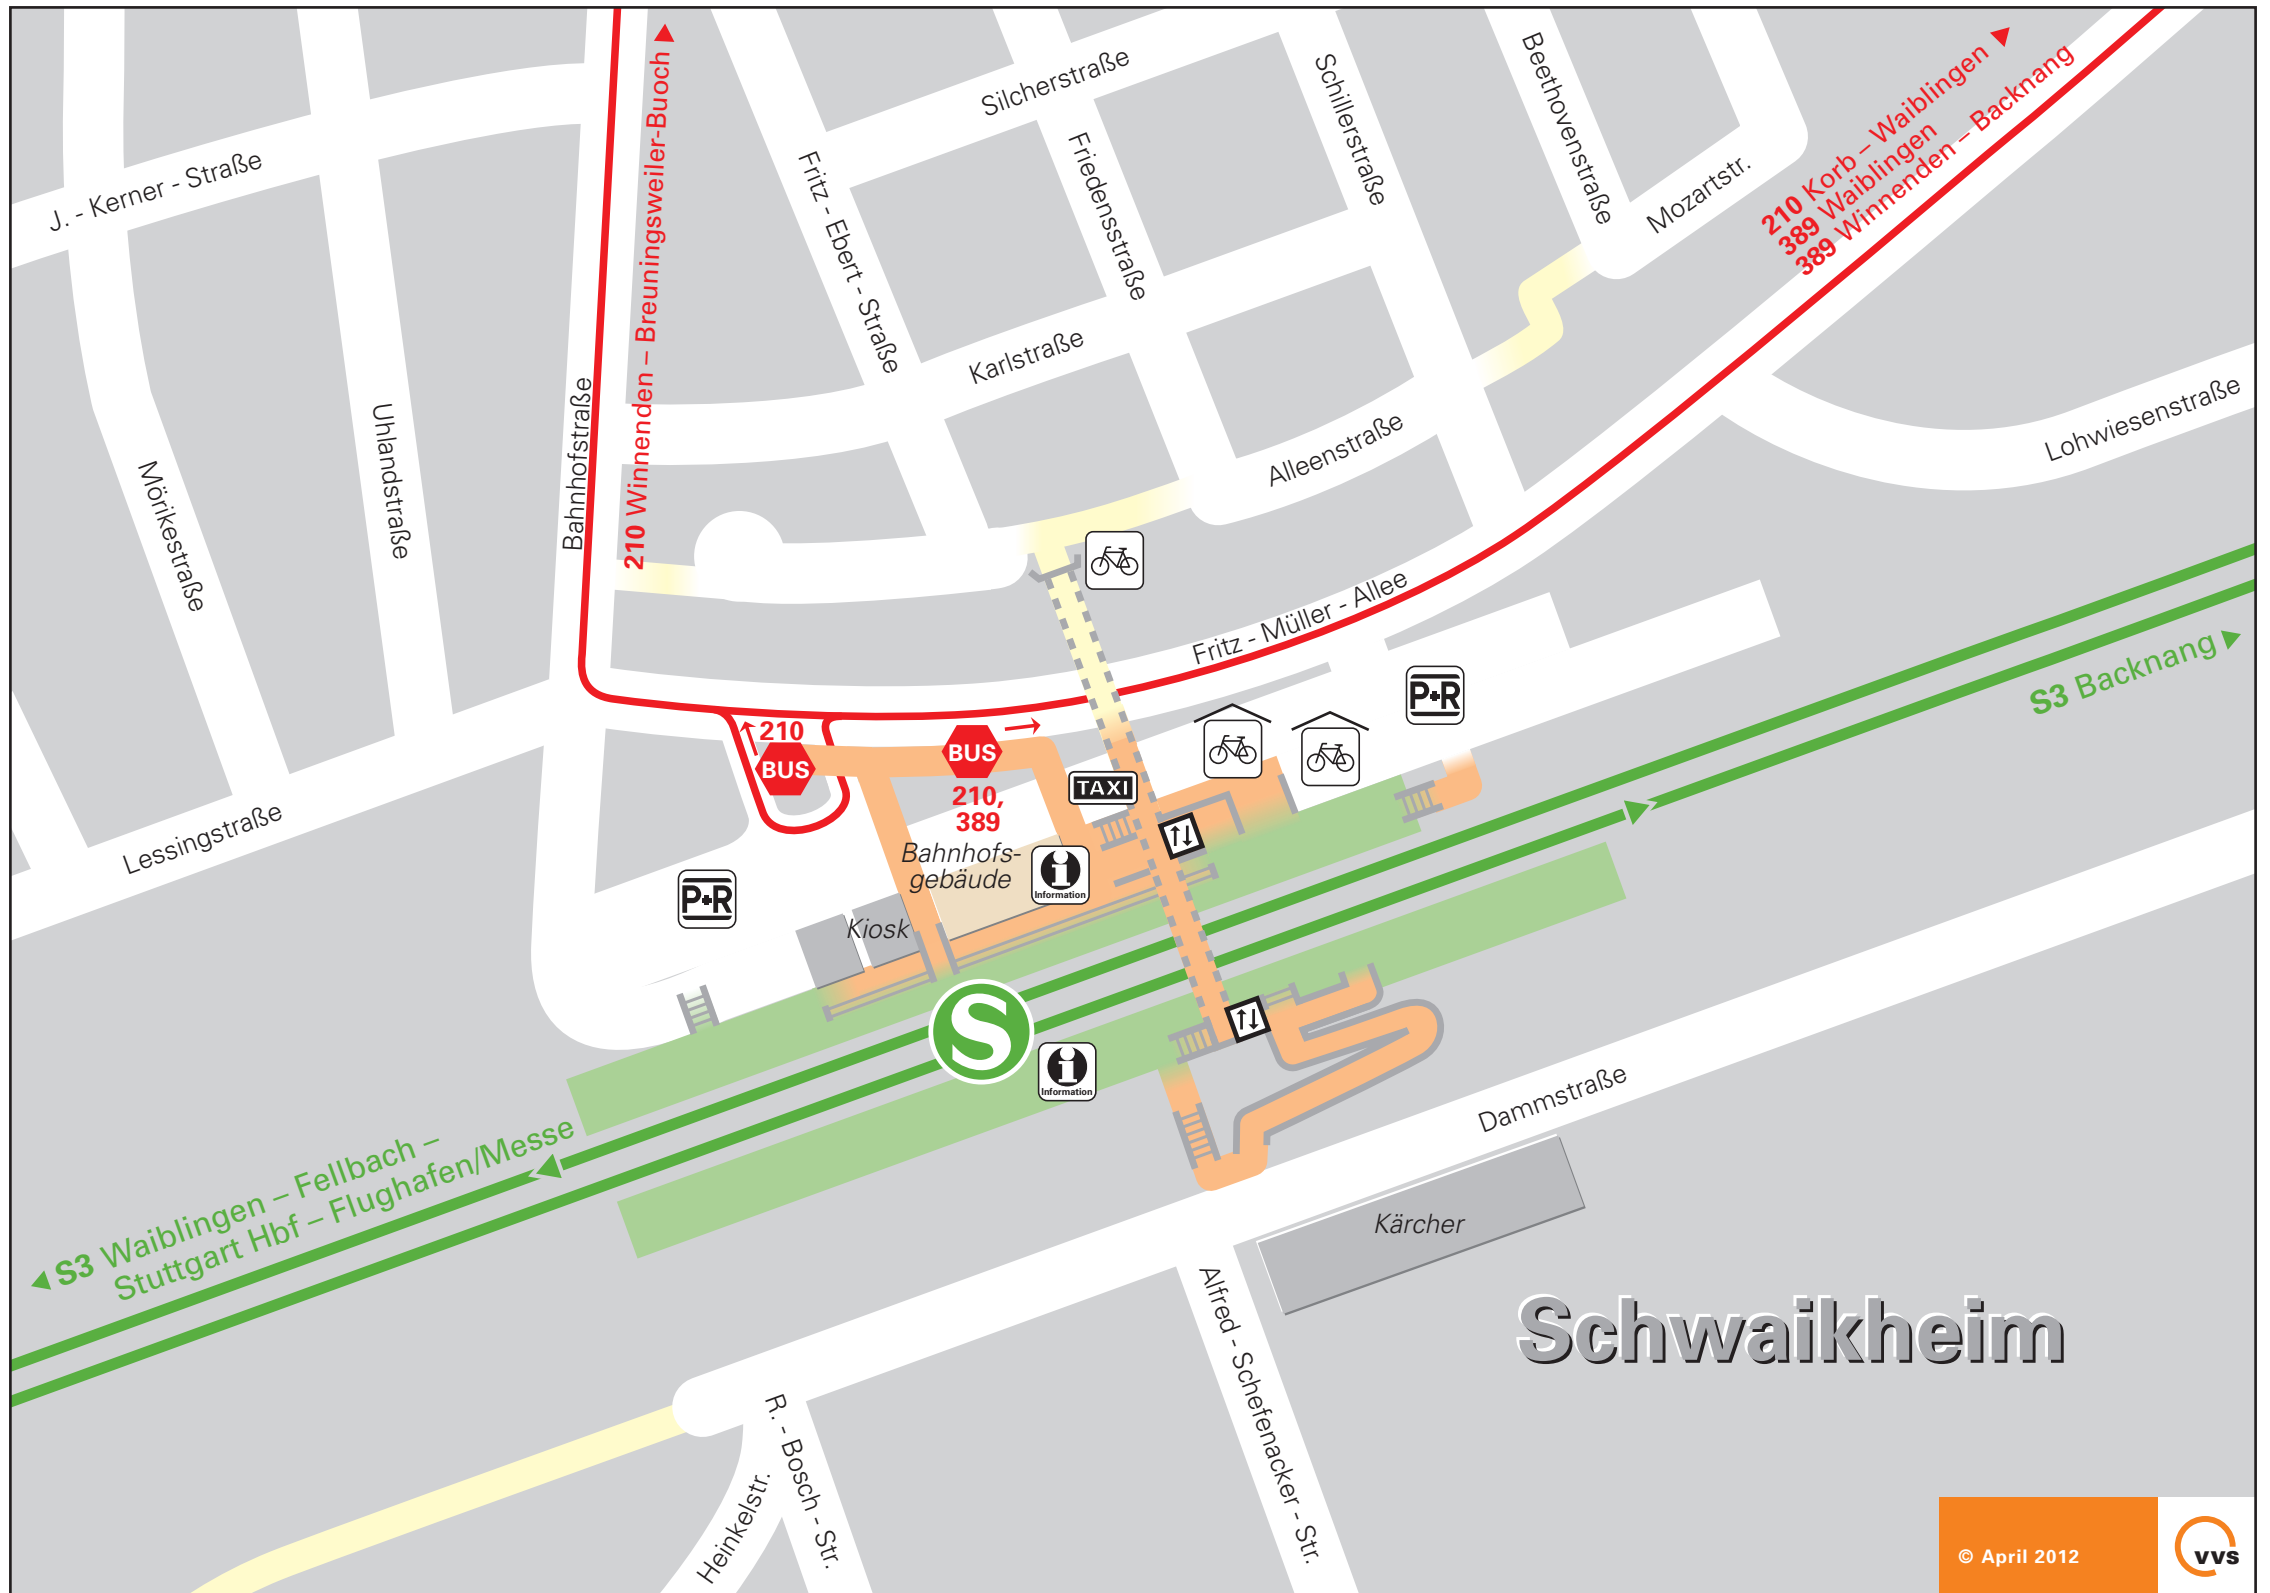 Silcherstraße
Beethovenstraße
Schillerstraße
210 Winnenden – Breuningsweiler-Buoch
210 Korb – Waiblingen
389 Waiblingen
389 Winnenden – Backnang
J. - Kerner - Straße
Fritz - Ebert - Straße
Friedensstraße
Mozartstr.
Karlstraße
Bahnhofstraße
Uhlandstraße
Mörikestraße
Alleenstraße
Lohwiesenstraße
Fritz - Müller - Allee
S3 Backnang
P+R
210
BUS
BUS
210,
389
TAXI
Lessingstraße
Bahnhofs-
gebäude
i
Information
P+R
Kiosk
S
i
Information
Dammstraße
S3 Waiblingen – Fellbach –
Stuttgart Hbf – Flughafen/Messe
Kärcher
Alfred - Schefenacker - Str.
Schwaikheim
R. - Bosch - Str.
Heinkelstr.
© April 2012
vvs